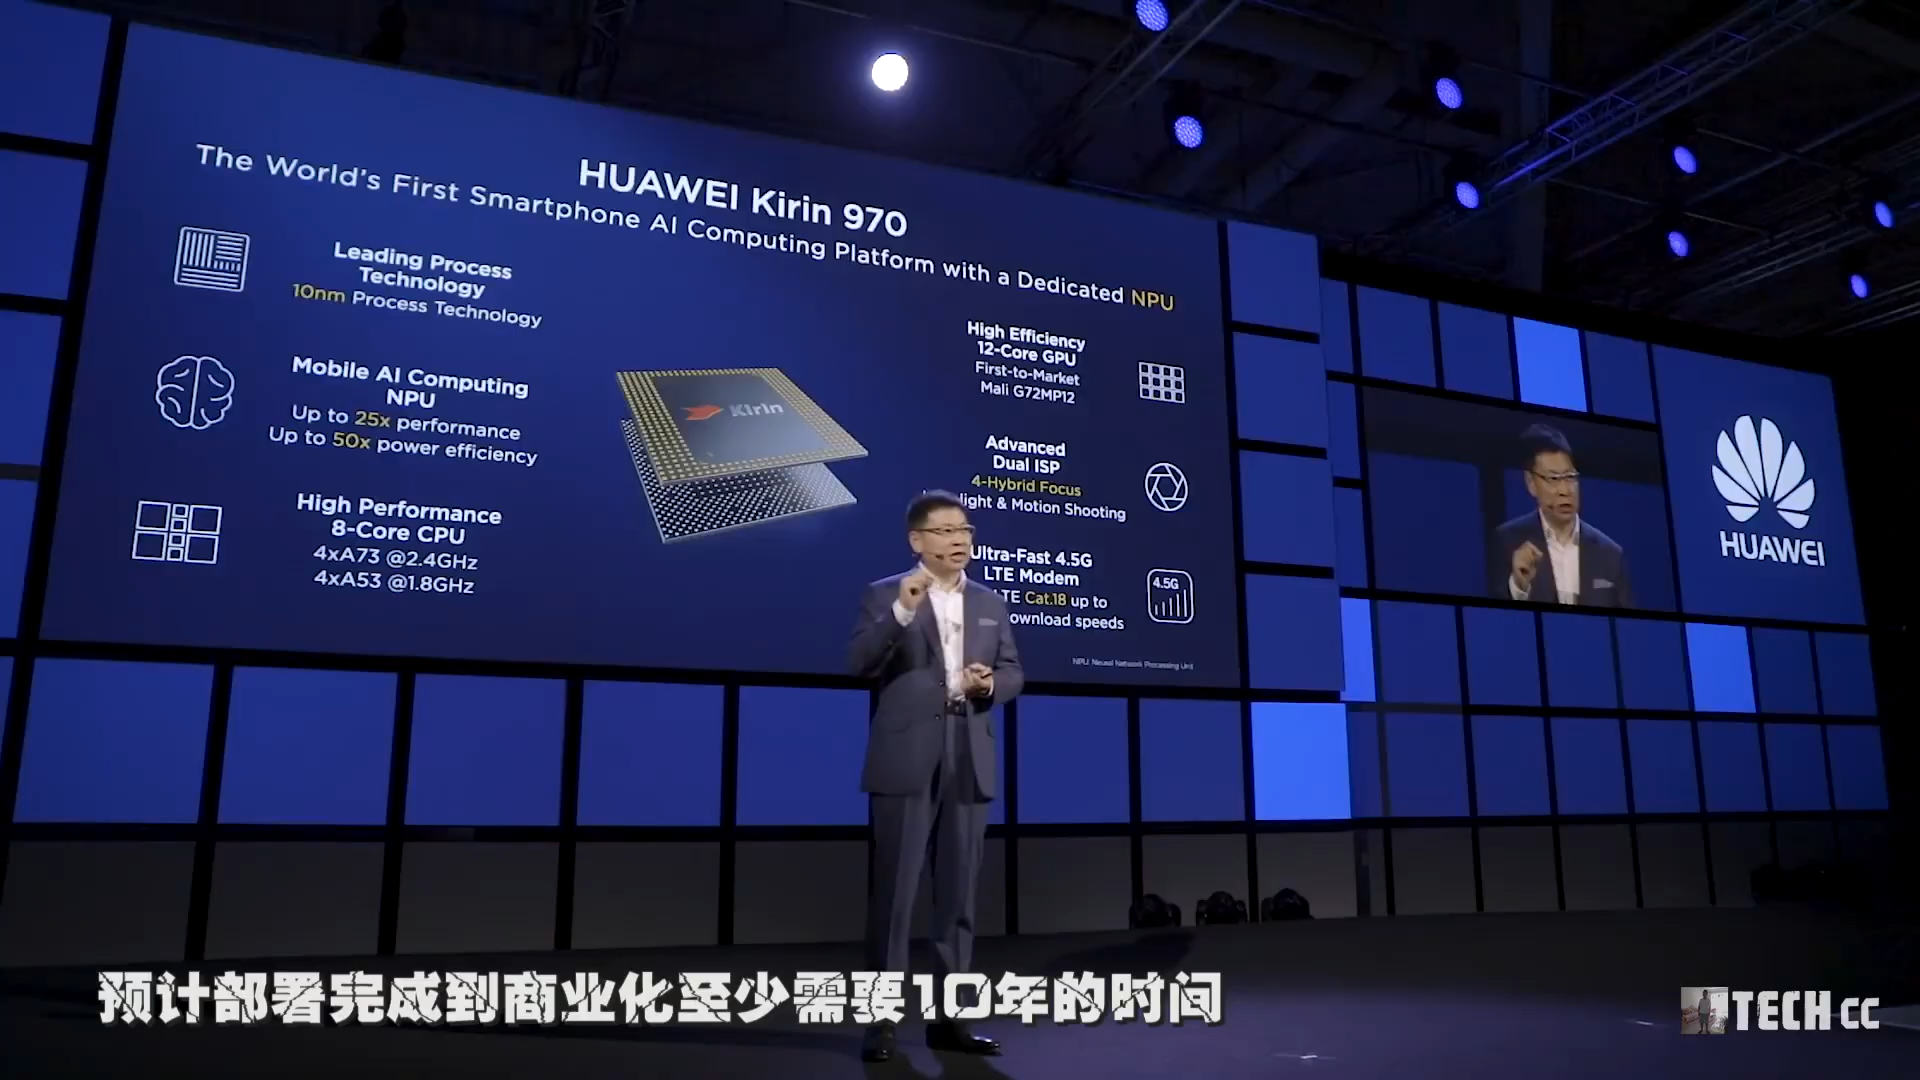 HUAWEI Kirin 970
The World's First Smartphone AI Computing Platform with a Dedicated NPU
Leading Process
Technology
10nm Process Technology
Mobile AI Computing
NPU
Up to 25x performance
Up to 50x power efficiency
High Performance
8-Core CPU
4xA73 @2.4GHz
4xA53 @1.8GHz
Kirin
High Efficiency
12-Core GPU
First-to-Market
Mali G72MP12
Advanced
Dual ISP
4-Hybrid Focus
light & Motion Shooting
Ultra-Fast 4.5G
LTE Modem
TE Cat.18 up to
ownload speeds
4.5G
NPU: Neural Network Processing Unit
HUAWEI
预计部署完成到商业化至少需要10年的时间
TECH cc